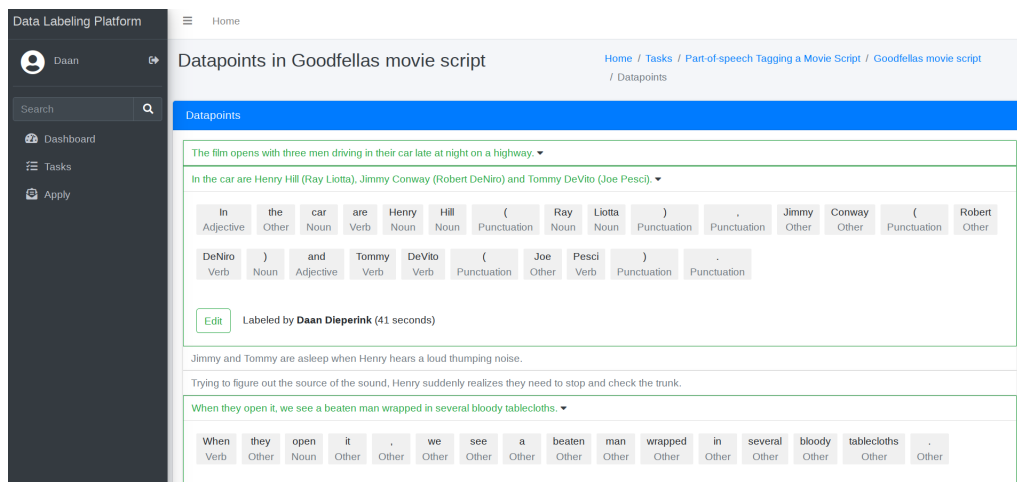 Data Labeling Platform
Home
Daan
Datapoints in Goodfellas movie script
Home / Tasks / Part-of-speech Tagging a Movie Script / Goodfellas movie script
/ Datapoints
Search
Dashboard
Tasks
Apply
Datapoints
The film opens with three men driving in their car late at night on a highway.
In the car are Henry Hill (Ray Liotta), Jimmy Conway (Robert DeNiro) and Tommy DeVito (Joe Pesci).
In the car are Henry Hill ( Ray Liotta ) , Jimmy Conway ( Robert
Adjective Other Noun Verb Noun Noun Punctuation Noun Noun Punctuation Punctuation Other Other Punctuation Other
DeNiro ) and Tommy DeVito ( Joe Pesci ) .
Verb Noun Adjective Verb Verb Punctuation Other Verb Punctuation Punctuation
Edit Labeled by Daan Dieperink (41 seconds)
Jimmy and Tommy are asleep when Henry hears a loud thumping noise.
Trying to figure out the source of the sound, Henry suddenly realizes they need to stop and check the trunk.
When they open it, we see a beaten man wrapped in several bloody tablecloths.
When they open it , we see a beaten man wrapped in several bloody tablecloths .
Verb Other Noun Other Other Other Other Other Other Other Other Other Other Other Other Other